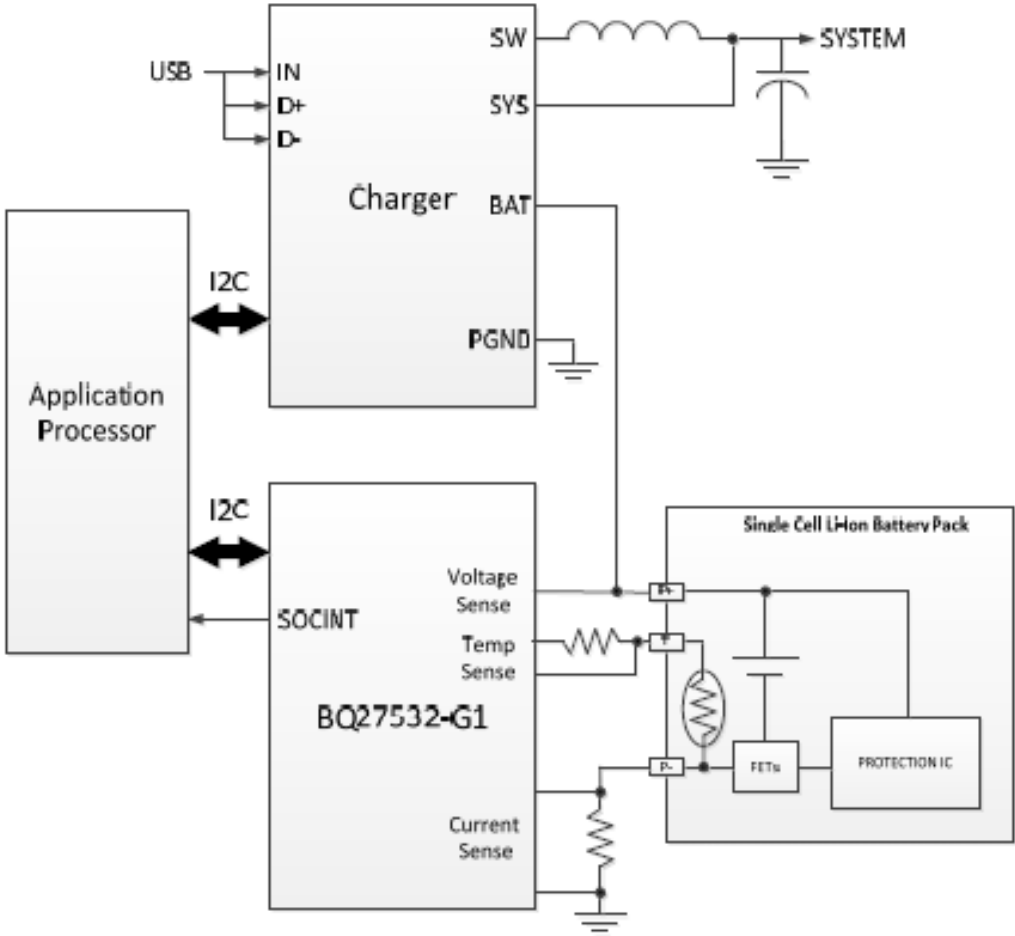 SW
SYSTEM
USB
IN
SYS
D+
D-
Charger
BAT
I2C
PGND
Application
Processor
I2C
Single Cell Li-Ion Battery Pack
Voltage
Sense
P+
SOCINT
Temp
Sense
T
BQ27532-G1
P-
FETs
PROTECTION IC
Current
Sense